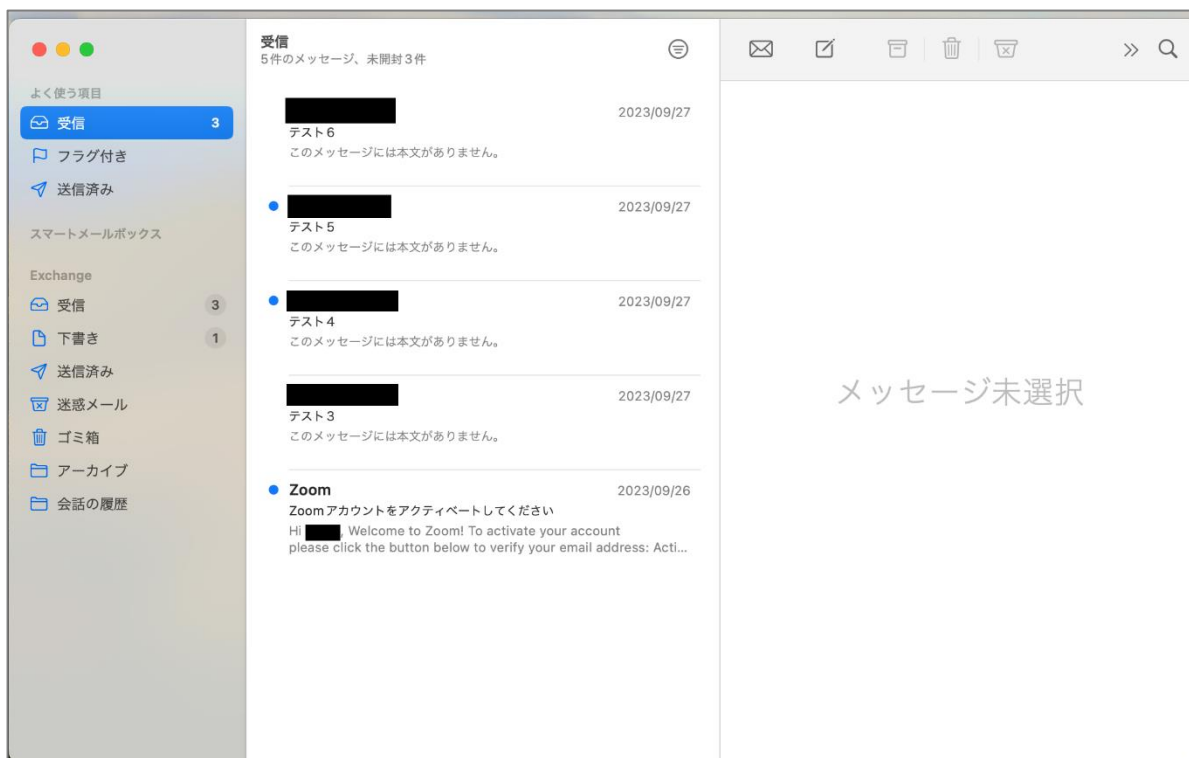 よく使う項目
受信 3
フラグ付き
送信済み
スマートメールボックス
Exchange
受信 3
下書き 1
送信済み
迷惑メール
ゴミ箱
アーカイブ
会話の履歴
受信
5件のメッセージ、未開封3件
2023/09/27
テスト6
このメッセージには本文がありません。
2023/09/27
テスト5
このメッセージには本文がありません。
2023/09/27
テスト4
このメッセージには本文がありません。
2023/09/27
テスト3
このメッセージには本文がありません。
Zoom 2023/09/26
Zoomアカウントをアクティベートしてください
Hi , Welcome to Zoom! To activate your account
please click the button below to verify your email address: Acti...
メッセージ未選択